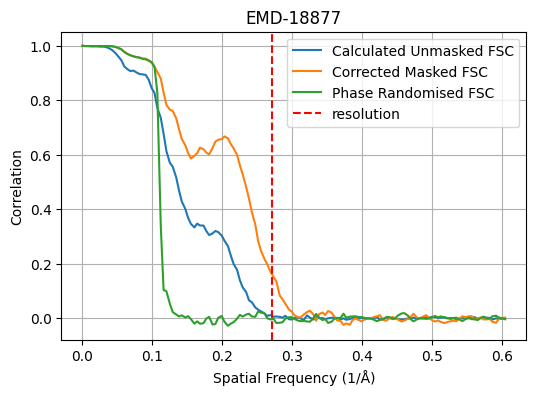 EMD-18877
Calculated Unmasked FSC
Corrected Masked FSC
Phase Randomised FSC
resolution
Correlation
1.0
0.8
0.6
0.4
0.2
0.0
0.0 0.1 0.2 0.3 0.4 0.5 0.6
Spatial Frequency (1/Å)